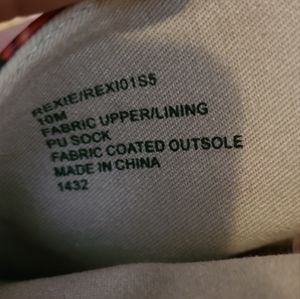 REXIE/REXI01S5
10M
FABRIC UPPER/LINING
PU SOCK
FABRIC COATED OUTSOLE
MADE IN CHINA
1432